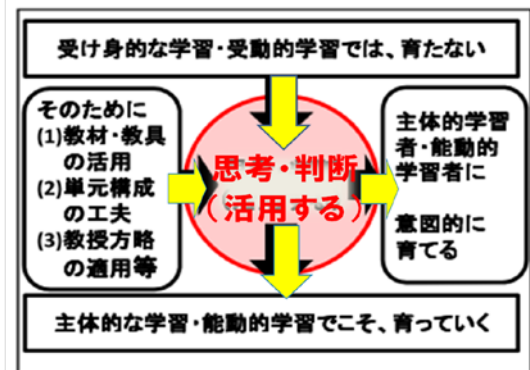 受け身的な学習・受動的学習では、育たない
そのために
(1)教材・教具
の活用
(2)単元構成
の工夫
(3)教授方略
の適用等
思考・判断
（活用する）
主体的学習
者・能動的
学習者に
意図的に
育てる
主体的な学習・能動的学習でこそ、育っていく